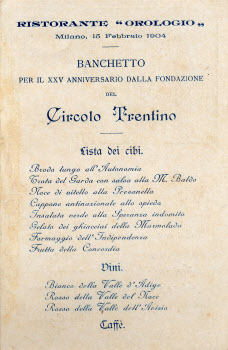 RISTORANTE "OROLOGIO"
Milano, 15 Febbraio 1904
BANCHETTO
PER IL XXV ANNIVERSARIO DALLA FONDAZIONE
DEL
Circolo Trentino
Lista dei cibi.
Brodo lungo all'Autonomia
Trota del Garda con salsa alla M. Baldo
Noce di vitello alla Presanella
Cappone antinazionale allo spiedo
Insalata verde alla Speranza indomita
Gelato dei ghiacciai della Marmolada
Formaggio dell'Indipendenza
Frutta della Concordia
Vini.
Bianco della Valle d'Adige
Rosso della Valle del Noce
Rosso della Valle dell'Avisio
Caffè.